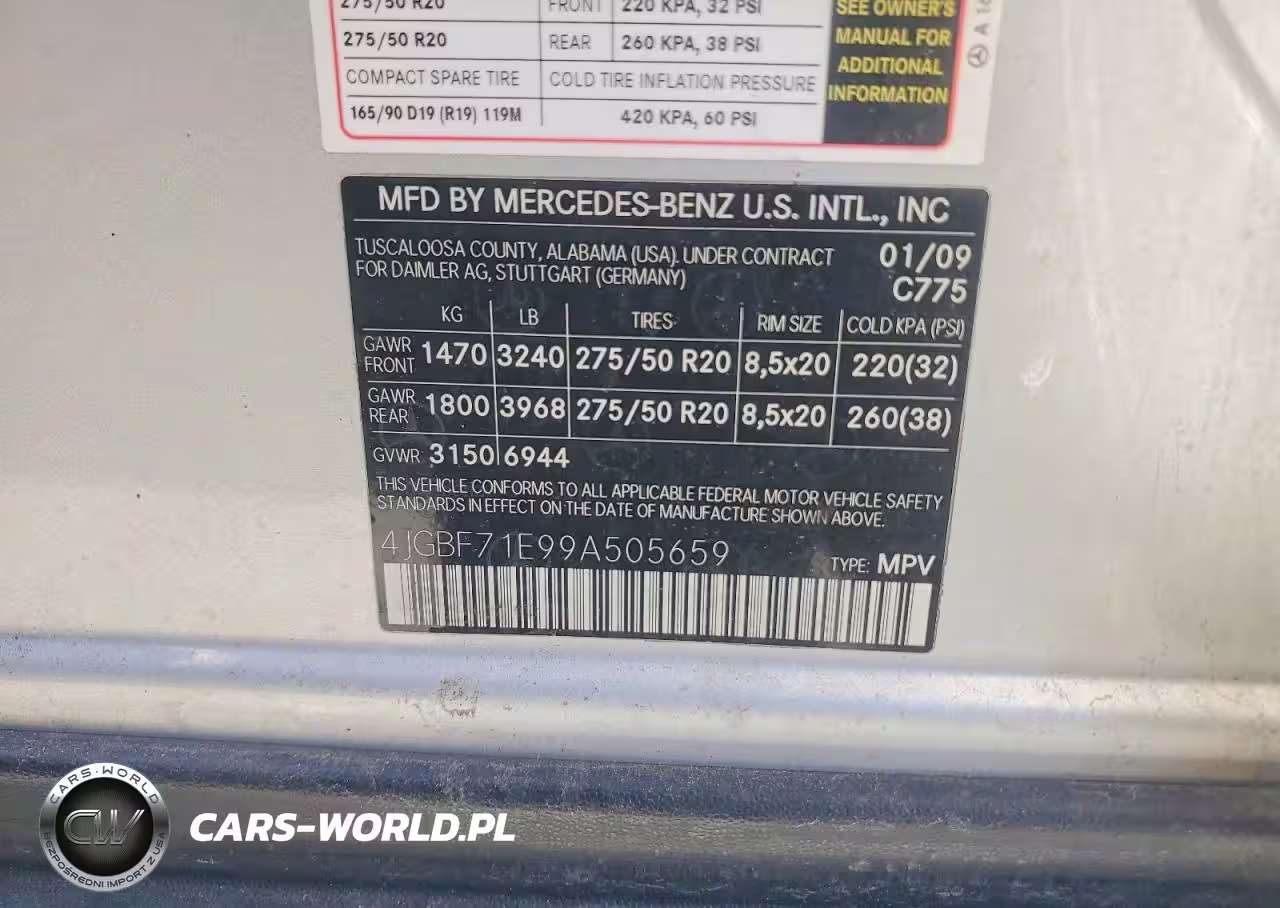 275/50 R20 FRONT 220 KPA, 32 PSI
275/50 R20 REAR 260 KPA, 38 PSI
COMPACT SPARE TIRE COLD TIRE INFLATION PRESSURE
165/90 D19 (R19) 119M 420 KPA, 60 PSI
SEE OWNER'S
MANUAL FOR
ADDITIONAL
INFORMATION
MFD BY MERCEDES-BENZ U.S. INTL., INC
TUSCALOOSA COUNTY, ALABAMA (USA). UNDER CONTRACT
FOR DAIMLER AG, STUTTGART (GERMANY)
01/09
C775
KG LB TIRES RIM SIZE COLD KPA (PSI)
GAWR FRONT 1470 3240 275/50 R20 8,5x20 220(32)
GAWR REAR 1800 3968 275/50 R20 8,5x20 260(38)
GVWR 3150 6944
THIS VEHICLE CONFORMS TO ALL APPLICABLE FEDERAL MOTOR VEHICLE SAFETY
STANDARDS IN EFFECT ON THE DATE OF MANUFACTURE SHOWN ABOVE.
4JGBF71E99A505659 TYPE: MPV
CARS-WORLD
CW
BEZPOŚREDNI IMPORT Z USA
CARS-WORLD.PL